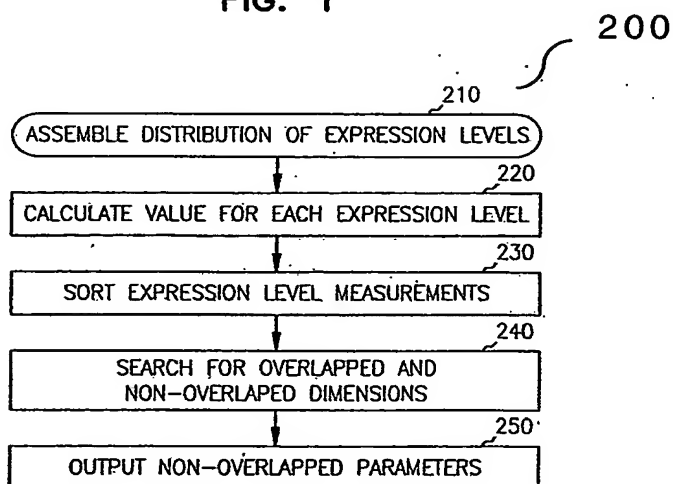 FIG. 1
200
210
ASSEMBLE DISTRIBUTION OF EXPRESSION LEVELS
220
CALCULATE VALUE FOR EACH EXPRESSION LEVEL
230
SORT EXPRESSION LEVEL MEASUREMENTS
240
SEARCH FOR OVERLAPPED AND
NON-OVERLAPED DIMENSIONS
250
OUTPUT NON-OVERLAPPED PARAMETERS